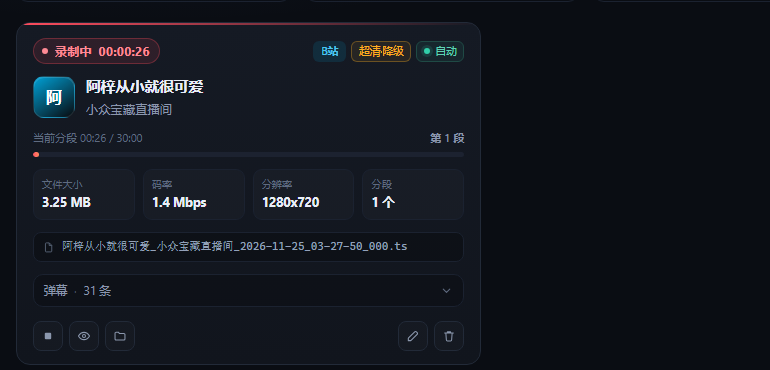 录制中 00:00:26 B站 超清·降级 自动
阿 阿梓从小就很可爱
小众宝藏直播间
当前分段 00:26 / 30:00 第 1 段
文件大小 码率 分辨率 分段
3.25 MB 1.4 Mbps 1280x720 1 个
阿梓从小就很可爱_小众宝藏直播间_2026-11-25_03-27-50_000.ts
弹幕 · 31 条